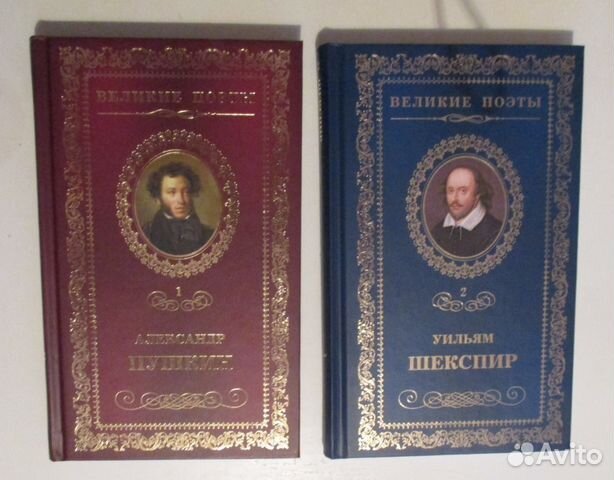 ВЕЛИКИЕ ПОЭТЫ
1
АЛЕКСАНДР
ПУШКИН
ВЕЛИКИЕ ПОЭТЫ
2
УИЛЬЯМ
ШЕКСПИР
Avito